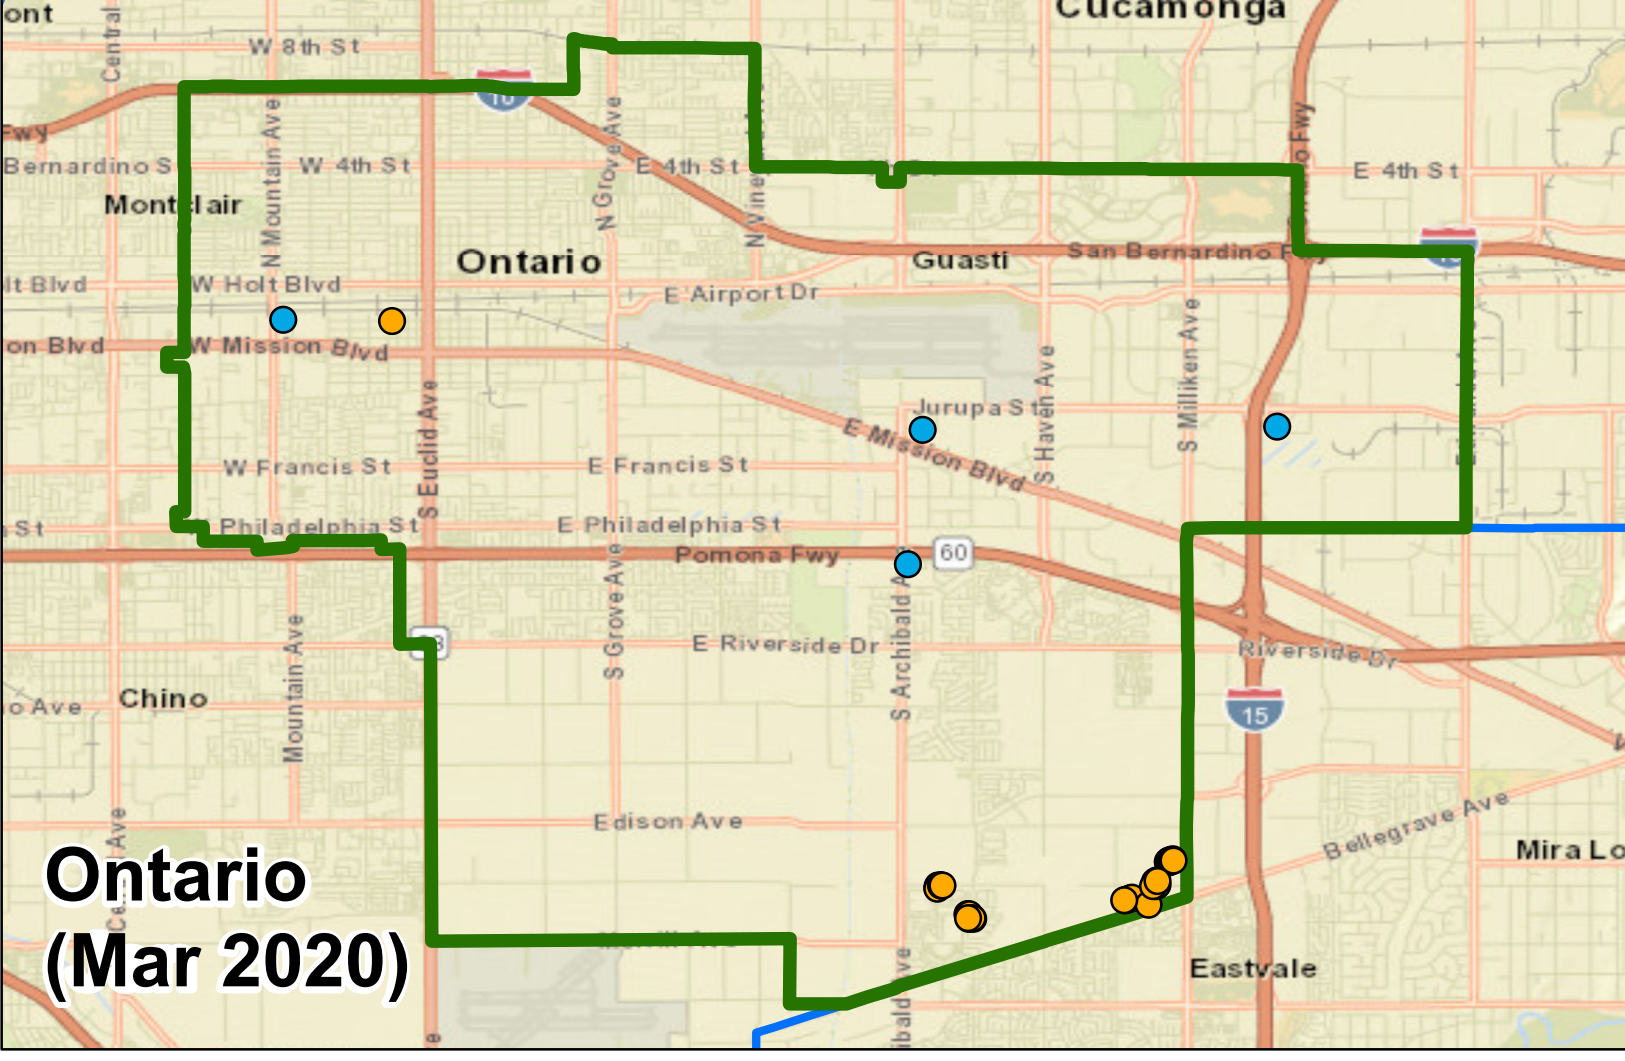 ont
Cucamonga
Central
W 8th St
10
Fwy
N Mountain Ave
N Grove Ave
Bernardino S
W 4th St
E 4th St
E 4th St
Montclair
N Vine
Ontario
Guasti
San Bernardino Fwy
lt Blvd
W Holt Blvd
E Airport Dr
on Blvd
W Mission Blvd
S Euclid Ave
S Haven Ave
S Milliken Ave
Jurupa St
E Mission Blvd
W Francis St
E Francis St
St
Philadelphia St
E Philadelphia St
Pomona Fwy
60
S Grove Ave
S Archibald A
Mountain Ave
E Riverside Dr
Riverside Dr
Chino
o Ave
15
Edison Ave
Bellegrave Ave
Mira Lo
Ontario
(Mar 2020)
Eastvale
ibald Ave